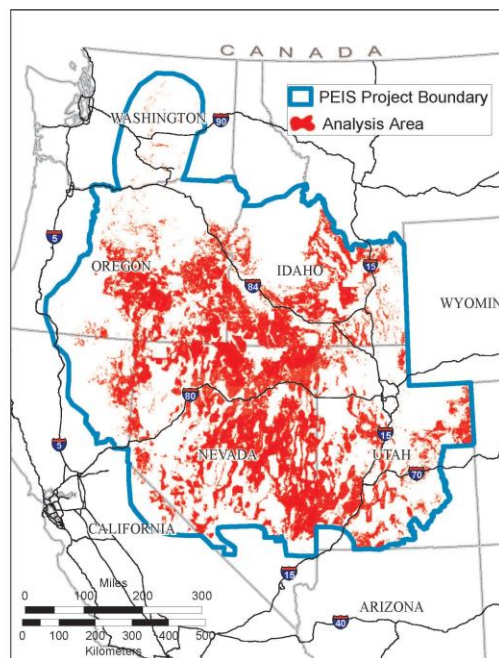 CANADA
PEIS Project Boundary
Analysis Area
WASHINGTON
90
5
OREGON
IDAHO
15
84
WYOMIN
80
5
15
NEVADA
UTAH
70
CALIFORNIA
15
Miles
0 100 200 300
ARIZONA
40
0 100 200 300 400 500
Kilometers